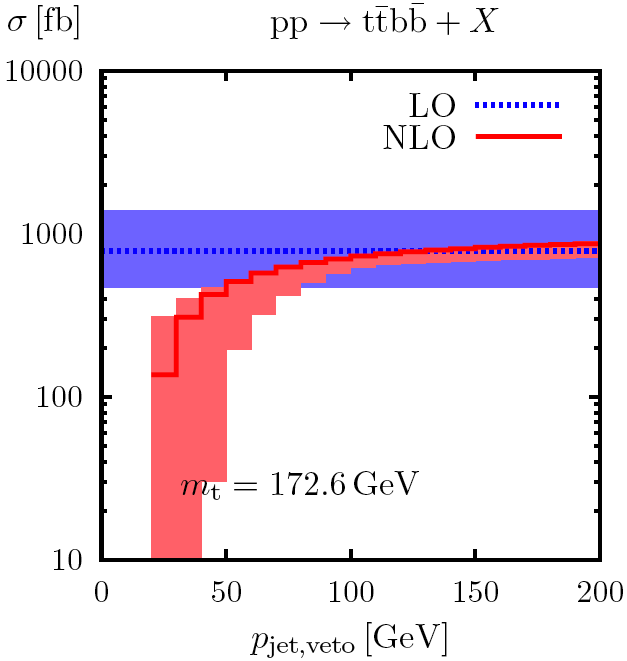 σ [fb]
pp → tt̄bb̄ + X
10000
LO
NLO
1000
100
m_t = 172.6 GeV
10
0 50 100 150 200
p_jet,veto [GeV]